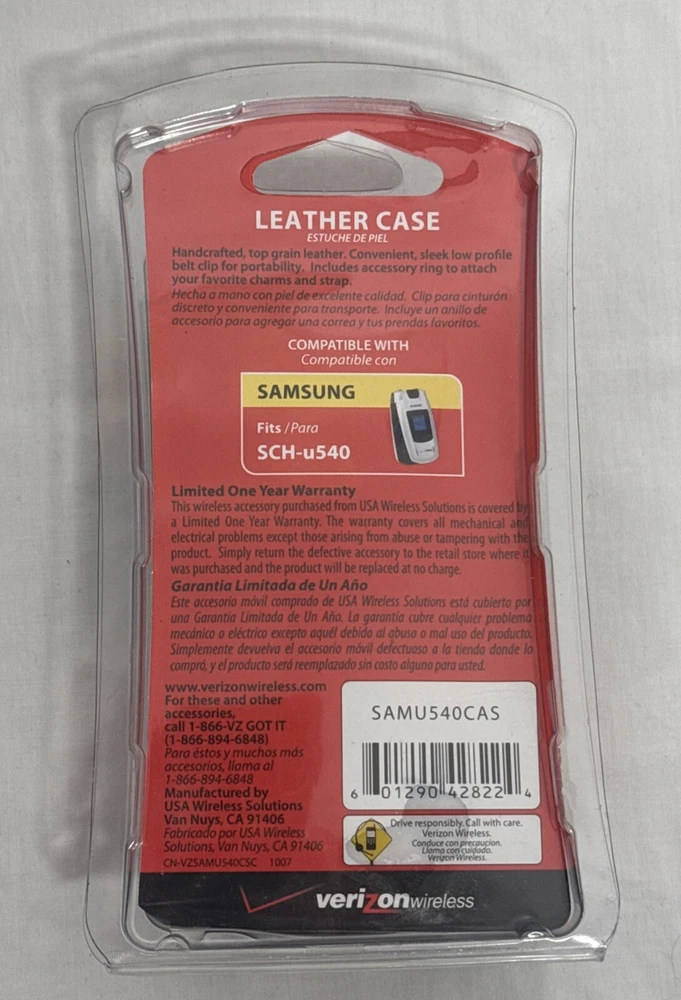 LEATHER CASE
ESTUCHE DE PIEL
Handcrafted, top grain leather. Convenient, sleek low profile
belt clip for portability. Includes accessory ring to attach
your favorite charms and strap.
Hecha a mano con piel de excelente calidad. Clip para cinturón
discreto y conveniente para transporte. Incluye un anillo de
accesorio para agregar una correa y tus prendas favoritos.
COMPATIBLE WITH
Compatible con
SAMSUNG
Fits / Para
SCH-u540
Limited One Year Warranty
This wireless accessory purchased from USA Wireless Solutions is covered by
a Limited One Year Warranty. The warranty covers all mechanical and
electrical problems except those arising from abuse or tampering with the
product. Simply return the defective accessory to the retail store where it
was purchased and the product will be replaced at no charge.
Garantia Limitada de Un Año
Este accesorio móvil comprado de USA Wireless Solutions está cubierta por
una Garantía Limitada de Un Año. La garantía cubre cualquier problema
mecánico o eléctrico excepto aquél debido al abuso o mal uso del producto.
Simplemente devuelva el accesorio móvil defectuoso a la tienda donde lo
compró, y el producto será reemplazado sin costo alguno para usted.
www.verizonwireless.com
For these and other
accessories,
call 1-866-VZ GOT IT
(1-866-894-6848)
Para éstos y muchos más
accesorios, llama al
1-866-894-6848
Manufactured by
USA Wireless Solutions
Van Nuys, CA 91406
Fabricado por USA Wireless
Solutions, Van Nuys, CA 91406
CN-VZSAMU540CSC 1007
SAMU540CAS
6 01290 42822 4
Drive responsibly. Call with care.
Verizon Wireless.
Conduce con precaucion.
Llama con cuidado.
Verizon Wireless.
verizonwireless